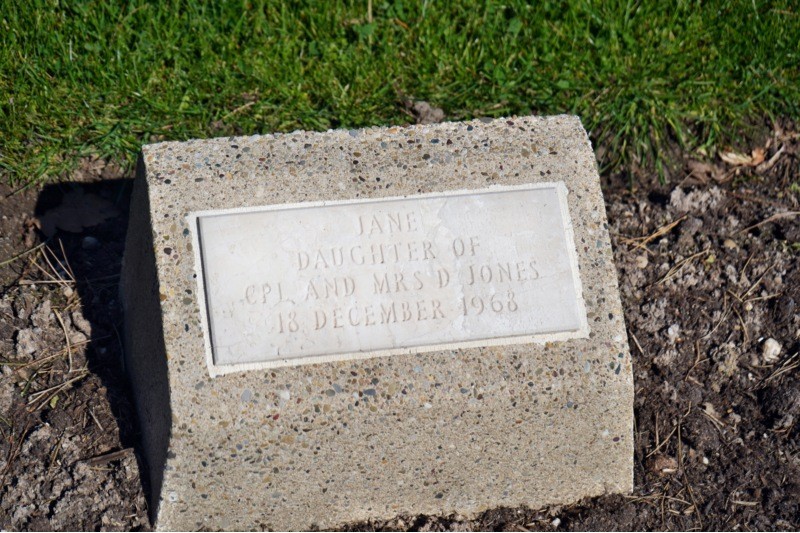 JANE
DAUGHTER OF
CPL AND MRS D JONES
18 DECEMBER 1968